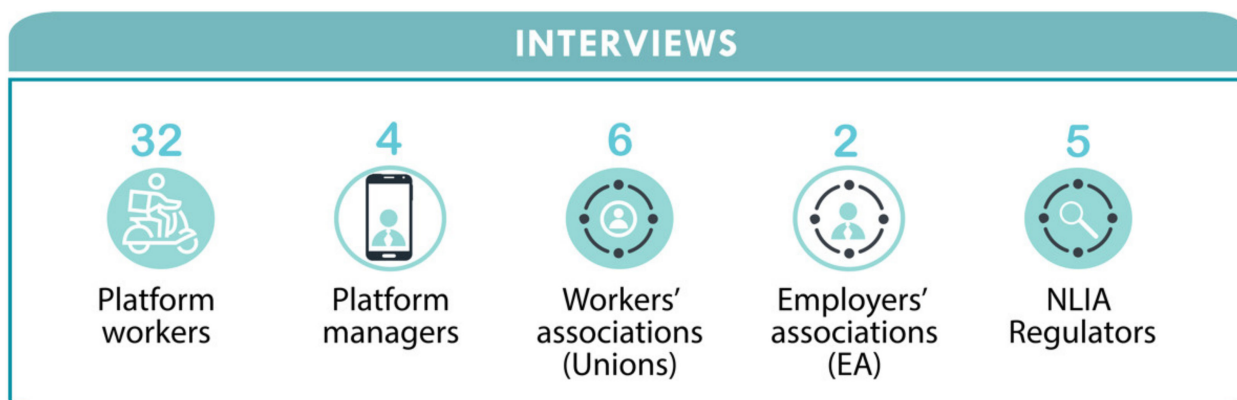 INTERVIEWS
32
4
6
2
5
Platform
workers
Platform
managers
Workers'
associations
(Unions)
Employers'
associations
(EA)
NLIA
Regulators